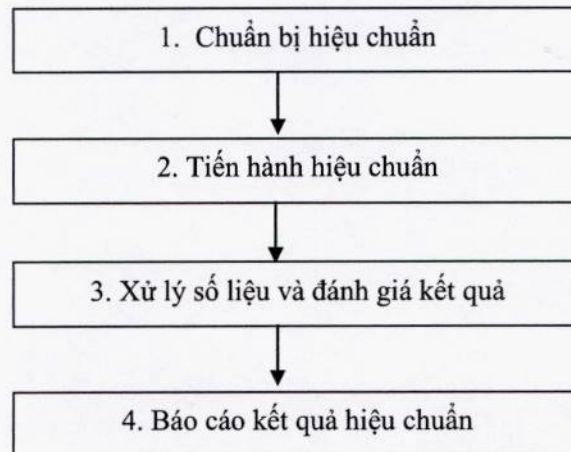 1. Chuẩn bị hiệu chuẩn
2. Tiến hành hiệu chuẩn
3. Xử lý số liệu và đánh giá kết quả
4. Báo cáo kết quả hiệu chuẩn